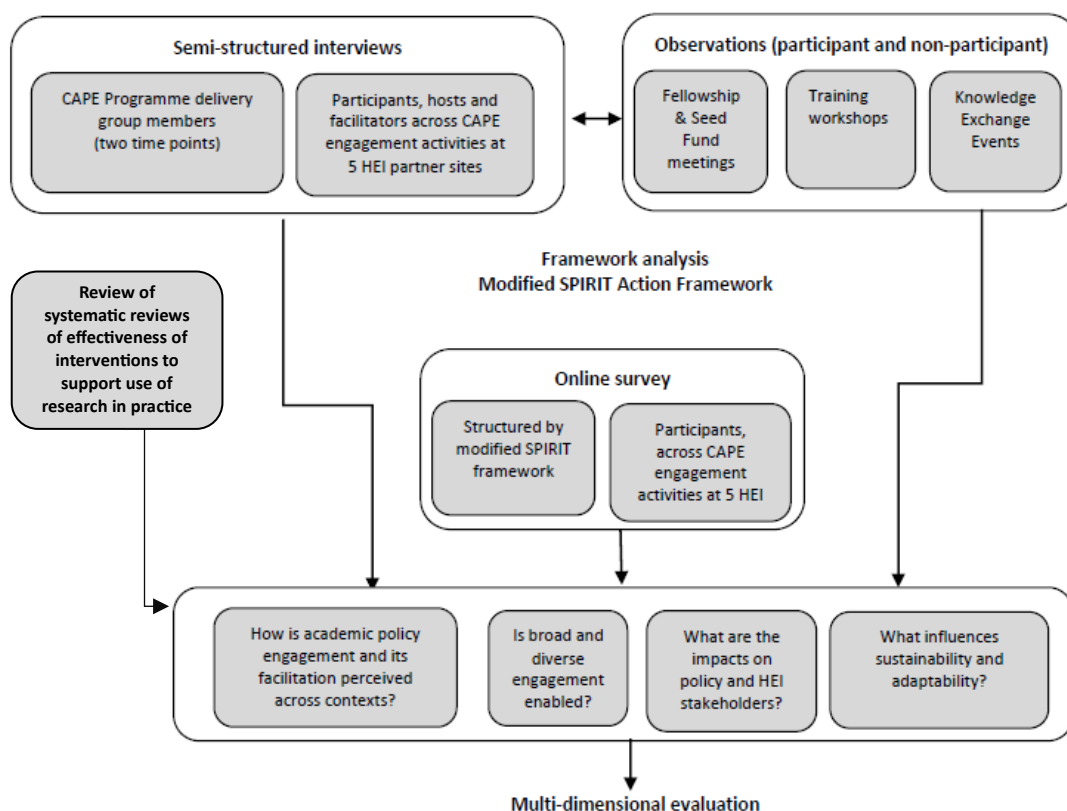 Semi-structured interviews
CAPE Programme delivery
group members
(two time points)
Participants, hosts and
facilitators across CAPE
engagement activities at
5 HEI partner sites
Observations (participant and non-participant)
Fellowship
& Seed
Fund
meetings
Training
workshops
Knowledge
Exchange
Events
Framework analysis
Modified SPIRIT Action Framework
Review of
systematic reviews
of effectiveness of
interventions to
support use of
research in practice
Online survey
Structured by
modified SPIRIT
framework
Participants,
across CAPE
engagement
activities at 5 HEI
How is academic policy
engagement and its
facilitation perceived
across contexts?
Is broad and
diverse
engagement
enabled?
What are the
impacts on
policy and HEI
stakeholders?
What influences
sustainability and
adaptability?
Multi-dimensional evaluation